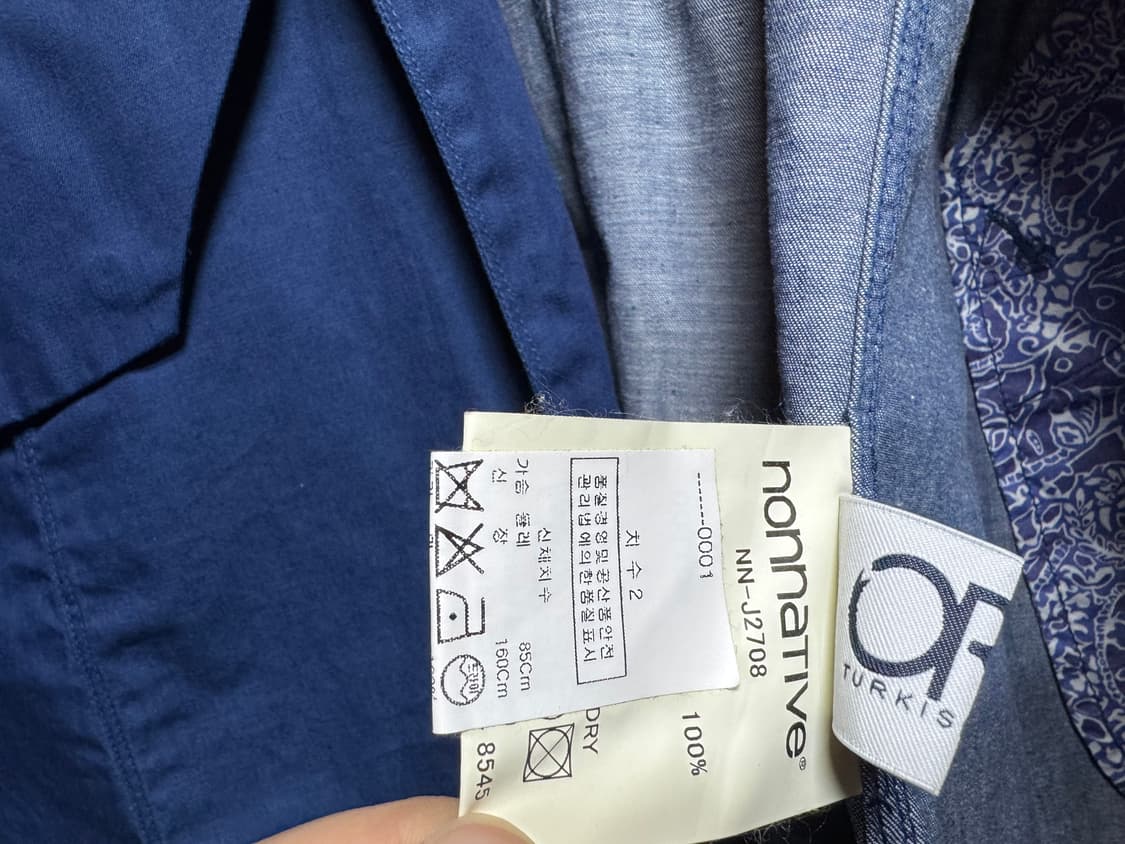 nonnaTIve®
NN-J2708
100%
DRY
8545
-------0001
치 수 2
품질경영및공산품안전
관리법에의한품질표시
신체치수
가슴 둘레 85Cm
신 장 160Cm
TURKIS